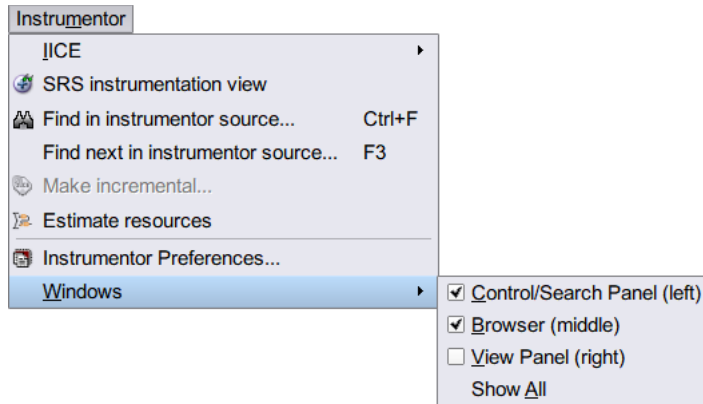 Instrumentor
IICE
SRS instrumentation view
Find in instrumentor source... Ctrl+F
Find next in instrumentor source... F3
Make incremental...
Estimate resources
Instrumentor Preferences...
Windows
Control/Search Panel (left)
Browser (middle)
View Panel (right)
Show All